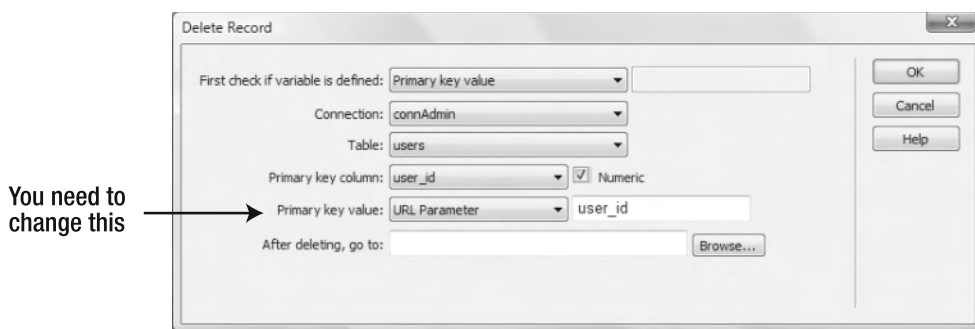 Delete Record
First check if variable is defined: Primary key value
OK
Connection: connAdmin
Cancel
Table: users
Help
Primary key column: user_id Numeric
You need to
change this
Primary key value: URL Parameter user_id
After deleting, go to: Browse...